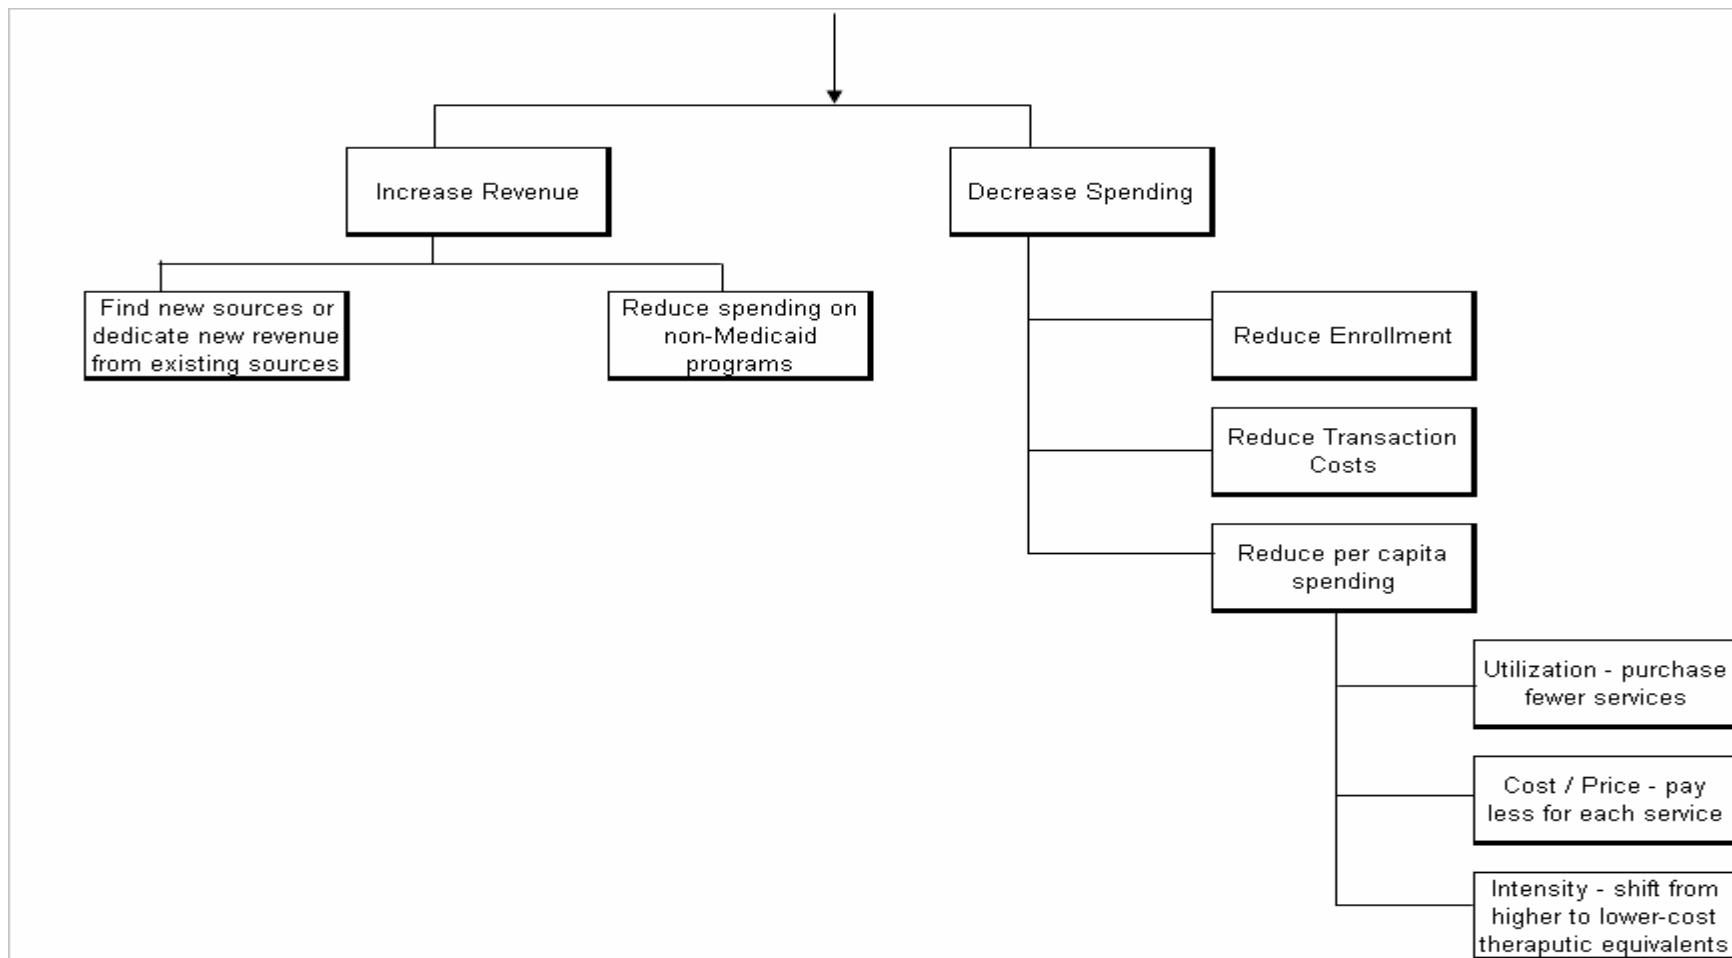 Increase Revenue
Decrease Spending
Find new sources or
dedicate new revenue
from existing sources
Reduce spending on
non-Medicaid
programs
Reduce Enrollment
Reduce Transaction
Costs
Reduce per capita
spending
Utilization - purchase
fewer services
Cost / Price - pay
less for each service
Intensity - shift from
higher to lower-cost
theraputic equivalents